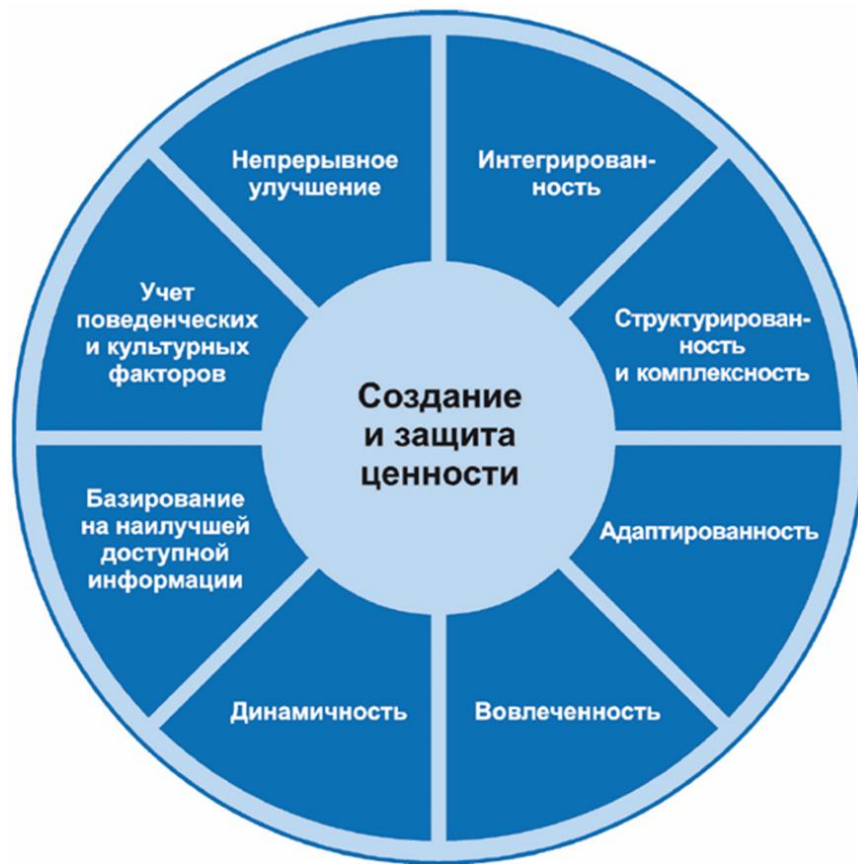 Непрерывное
улучшение
Интегрирован-
ность
Учет
поведенческих
и культурных
факторов
Структурирован-
ность
и комплексность
Создание
и защита
ценности
Базирование
на наилучшей
доступной
информации
Адаптированность
Динамичность
Вовлеченность